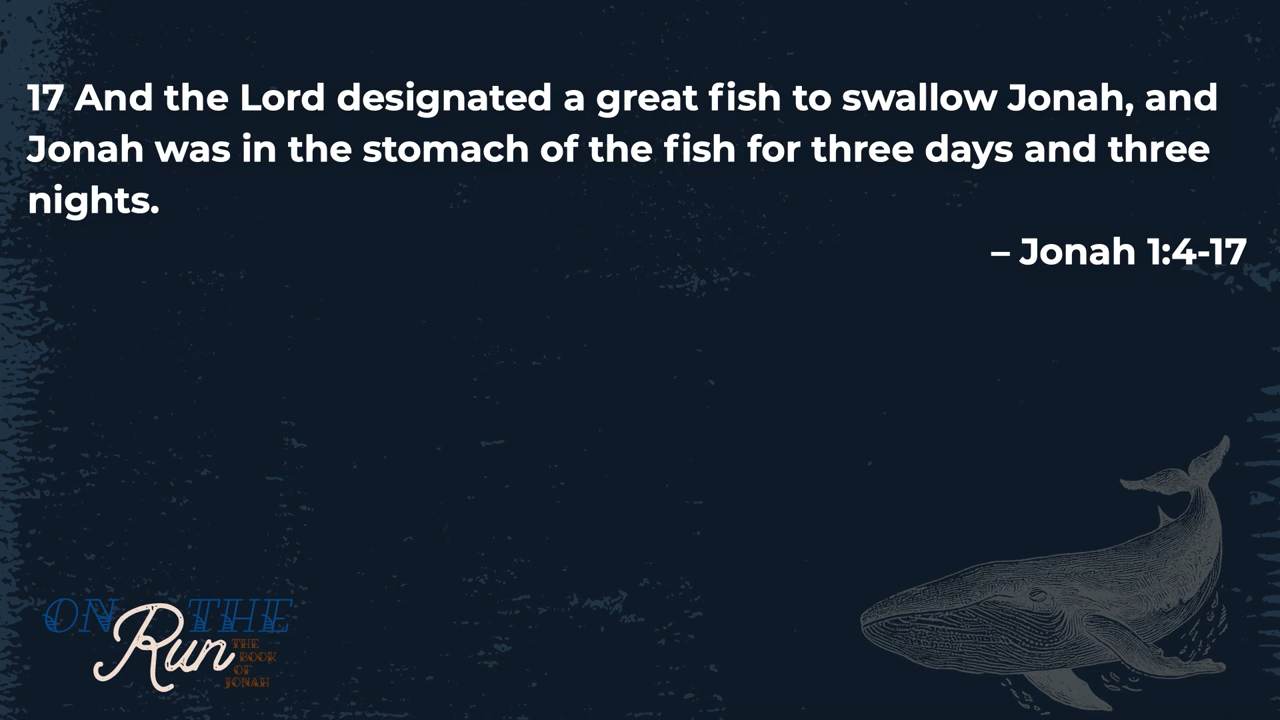 17 And the Lord designated a great fish to swallow Jonah, and
Jonah was in the stomach of the fish for three days and three
nights.
– Jonah 1:4-17
ON THE
Run
THE
BOOK
OF
JONAH